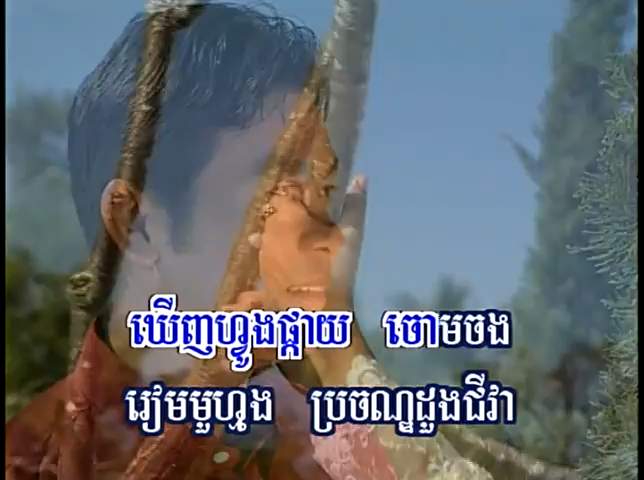 ឃើញហ្វូងផ្កាយ ចោមចង
រៀមមួហ្មង ប្រចណ្ឌដួងជីវា